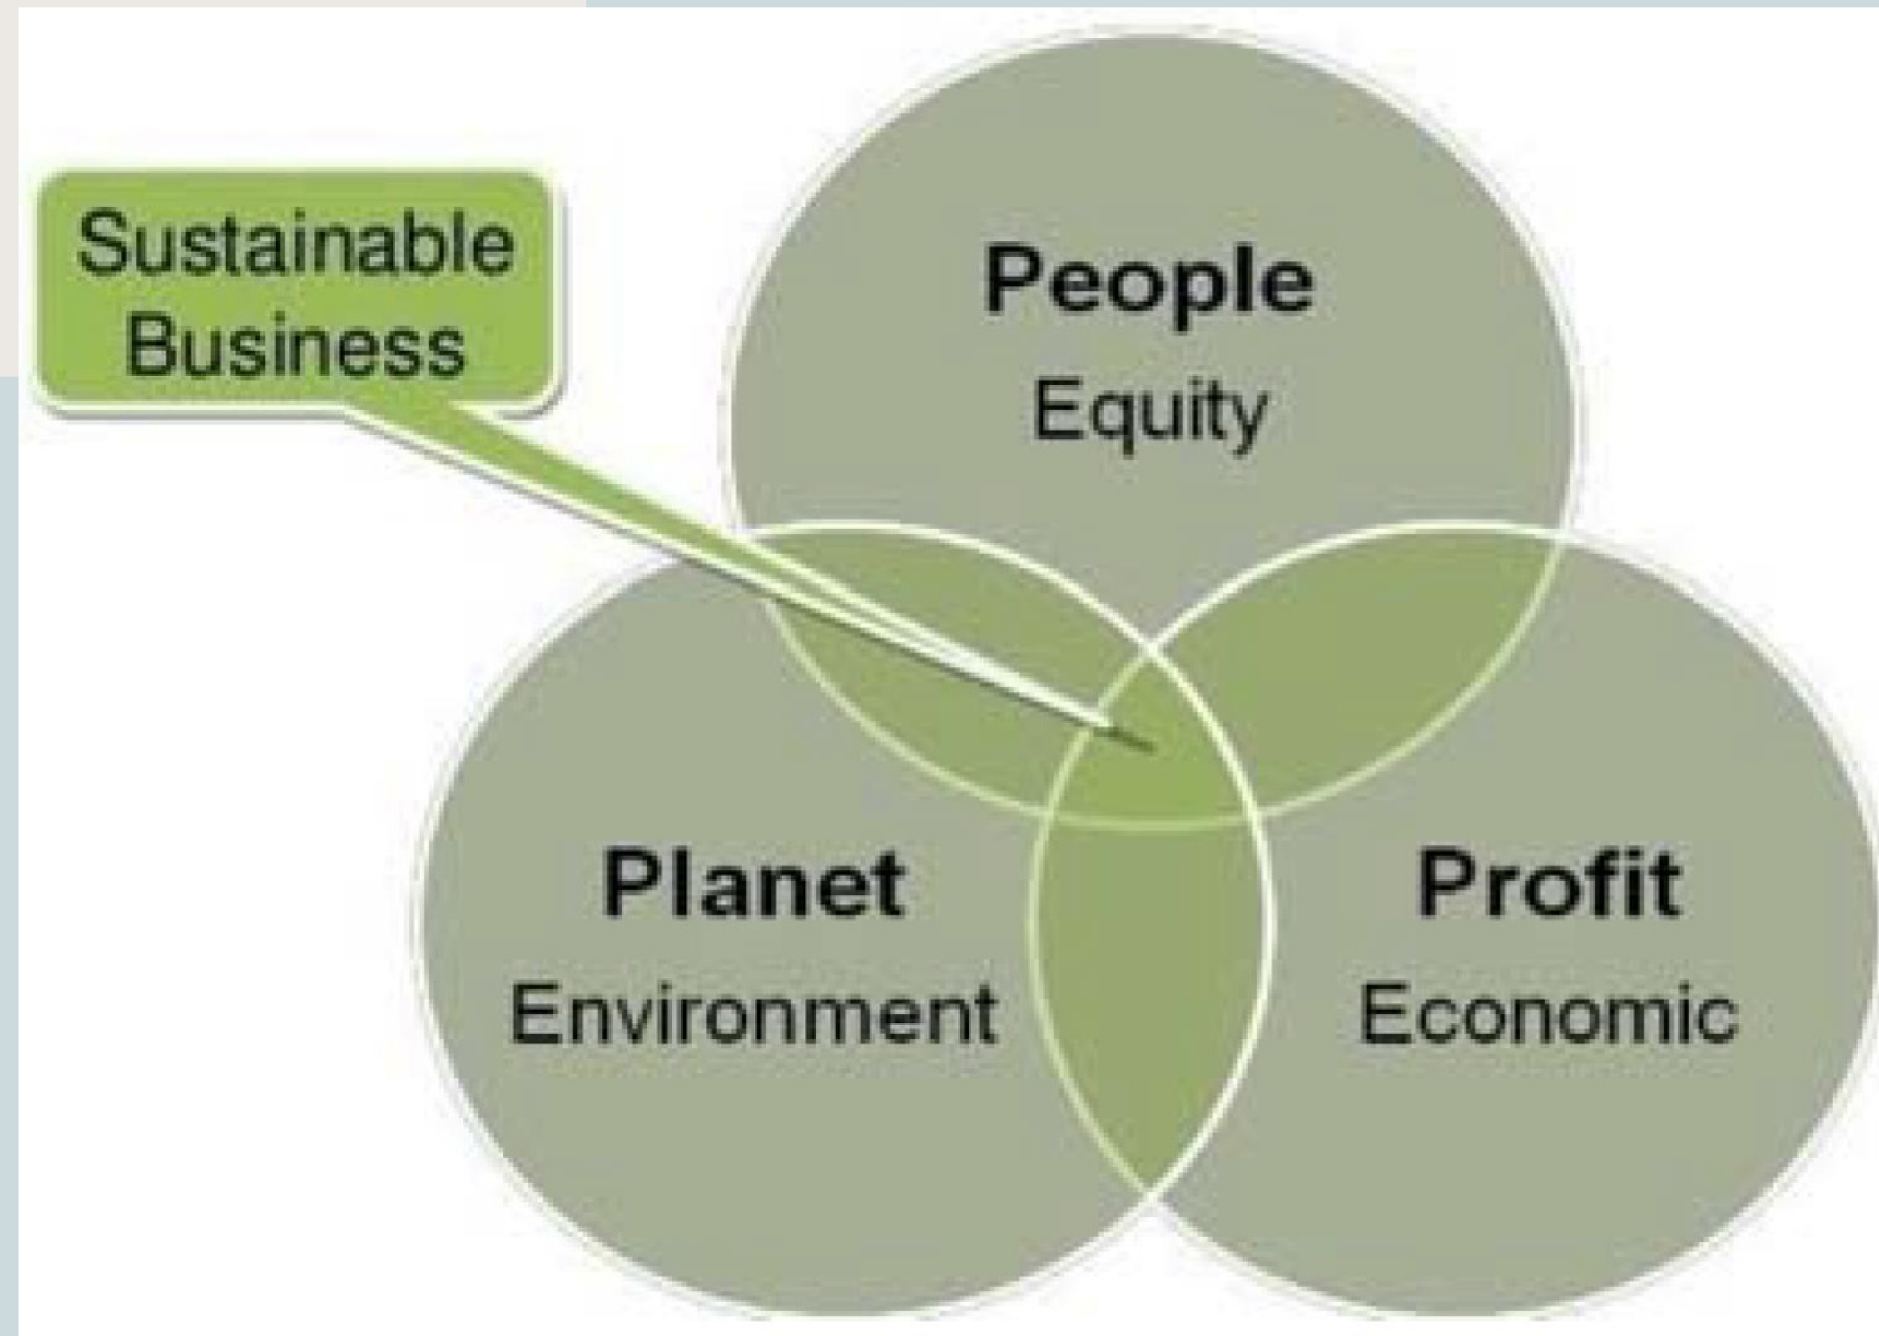 Sustainable
Business
People
Equity
Planet
Environment
Profit
Economic